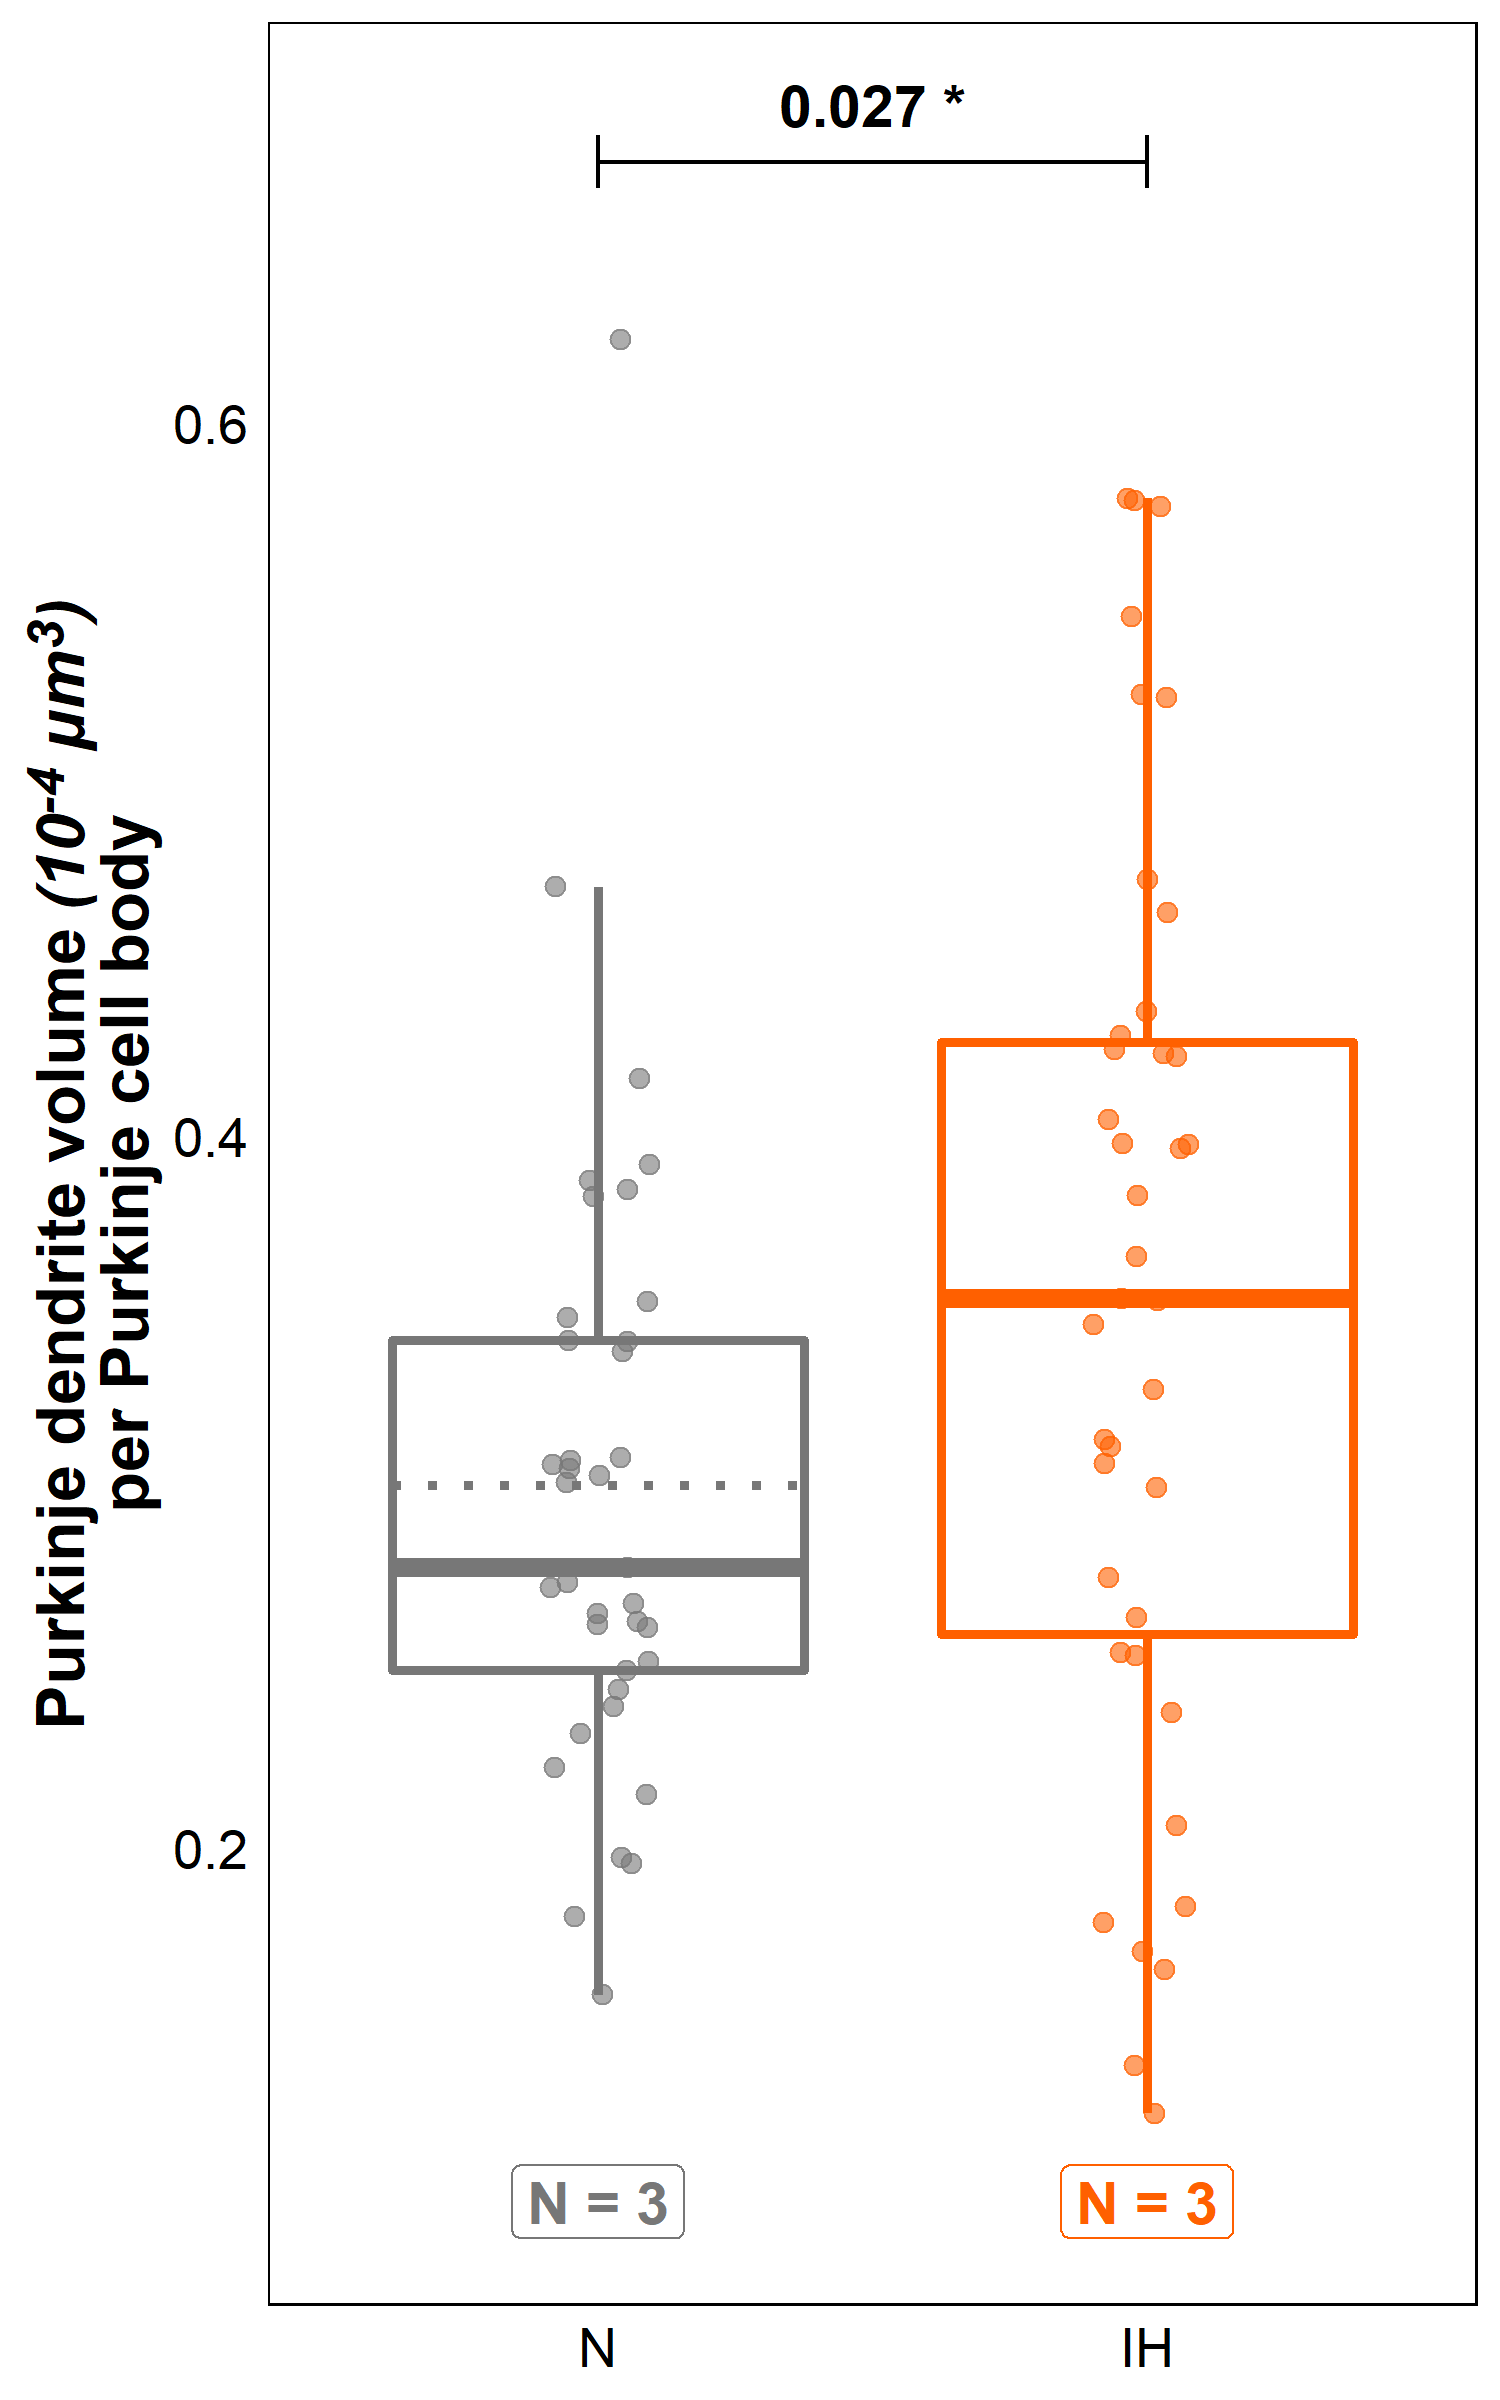 0.027 *
0.6
0.4
0.2
Purkinje dendrite volume (10⁻⁴ µm³)
per Purkinje cell body
N = 3
N = 3
N
IH